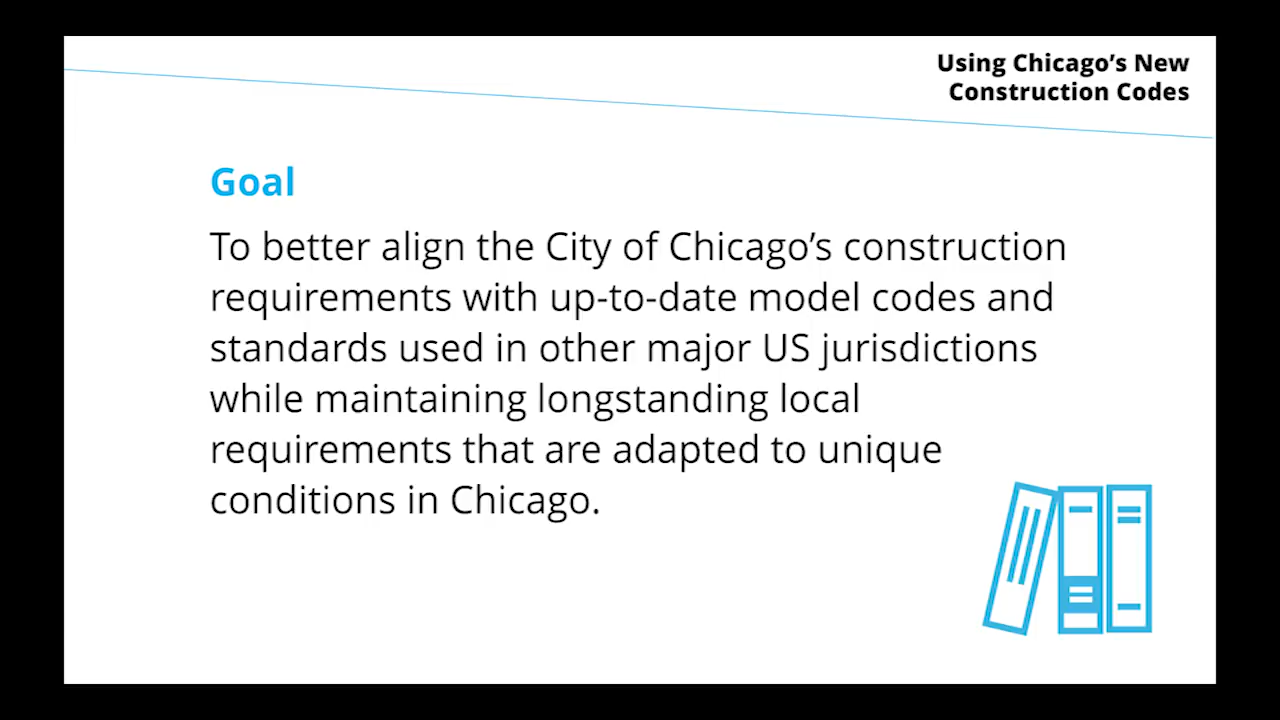 Using Chicago’s New
Construction Codes
Goal
To better align the City of Chicago’s construction
requirements with up-to-date model codes and
standards used in other major US jurisdictions
while maintaining longstanding local
requirements that are adapted to unique
conditions in Chicago.